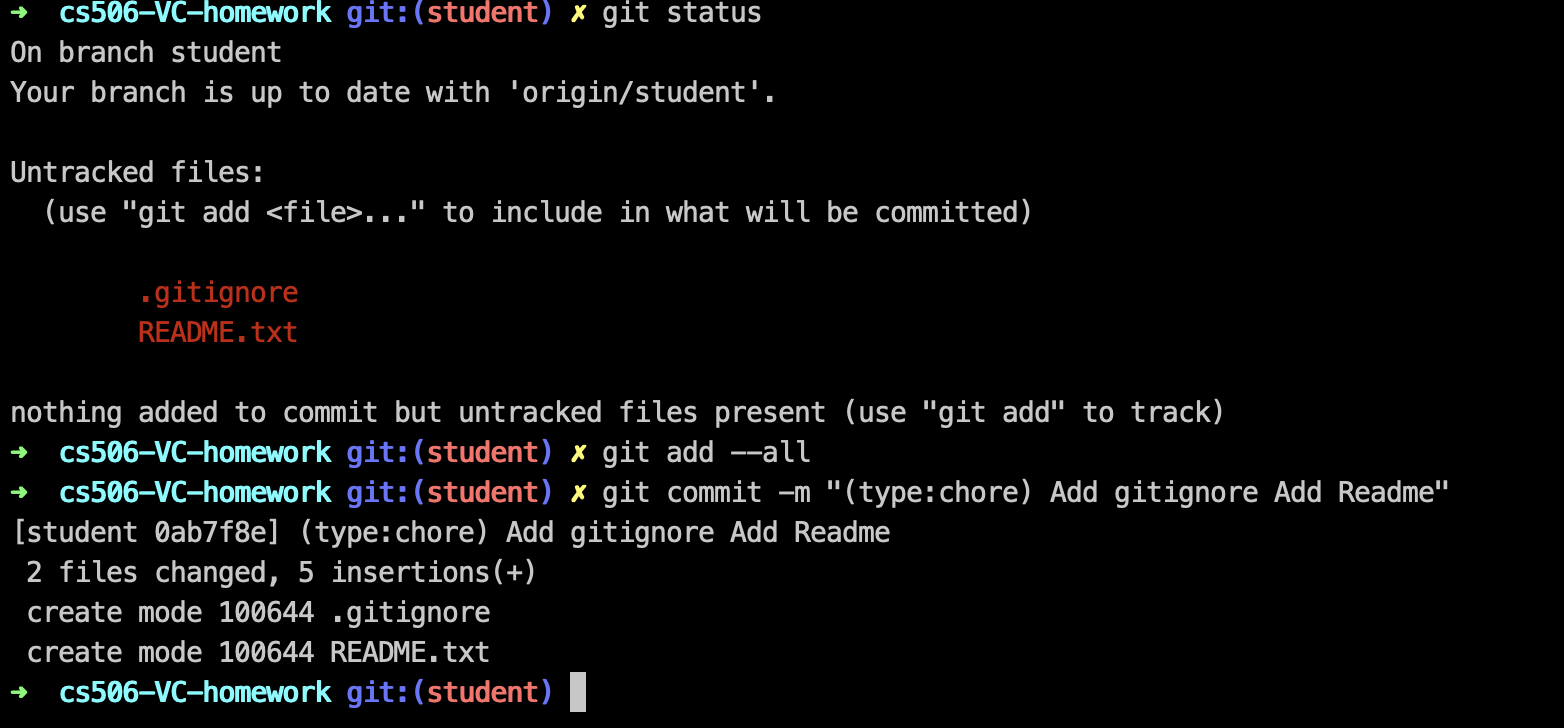 ➜  cs506-VC-homework git:(student) ✗ git status
On branch student
Your branch is up to date with 'origin/student'.

Untracked files:
  (use "git add <file>..." to include in what will be committed)

        .gitignore
        README.txt

nothing added to commit but untracked files present (use "git add" to track)
➜  cs506-VC-homework git:(student) ✗ git add --all
➜  cs506-VC-homework git:(student) ✗ git commit -m "(type:chore) Add gitignore Add Readme"
[student 0ab7f8e] (type:chore) Add gitignore Add Readme
 2 files changed, 5 insertions(+)
 create mode 100644 .gitignore
 create mode 100644 README.txt
➜  cs506-VC-homework git:(student)